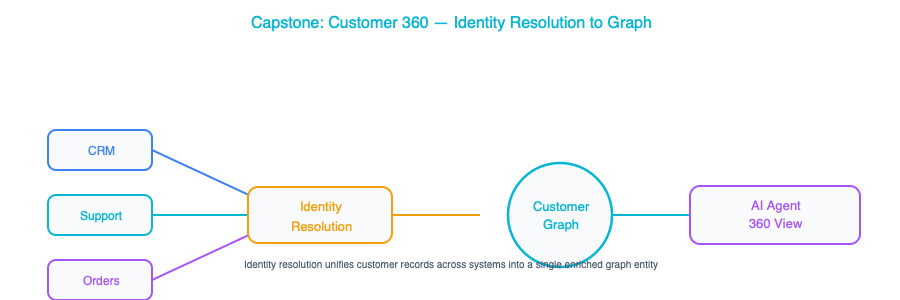 Capstone: Customer 360 — Identity Resolution to Graph
CRM
Support
Orders
Identity
Resolution
Customer
Graph
AI Agent
360 View
Identity resolution unifies customer records across systems into a single enriched graph entity